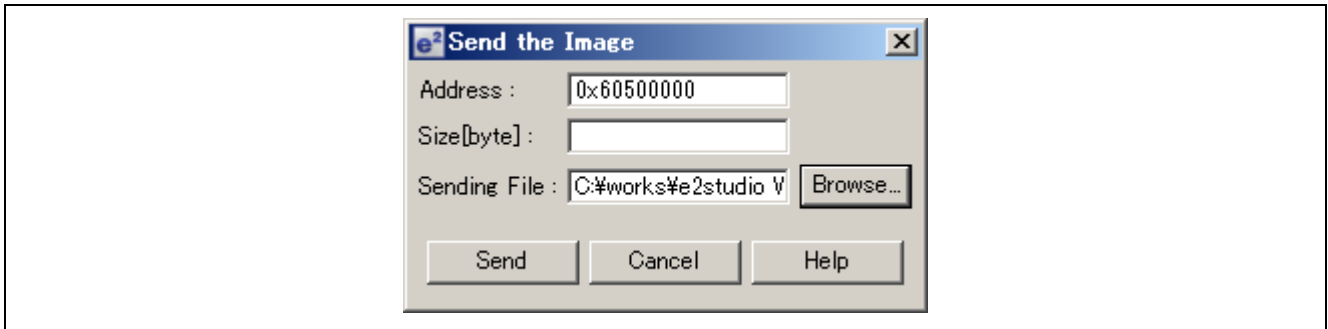 e² Send the Image
Address :
0x60500000
Size[byte] :
Sending File : C:¥works¥e2studio V Browse...
Send Cancel Help